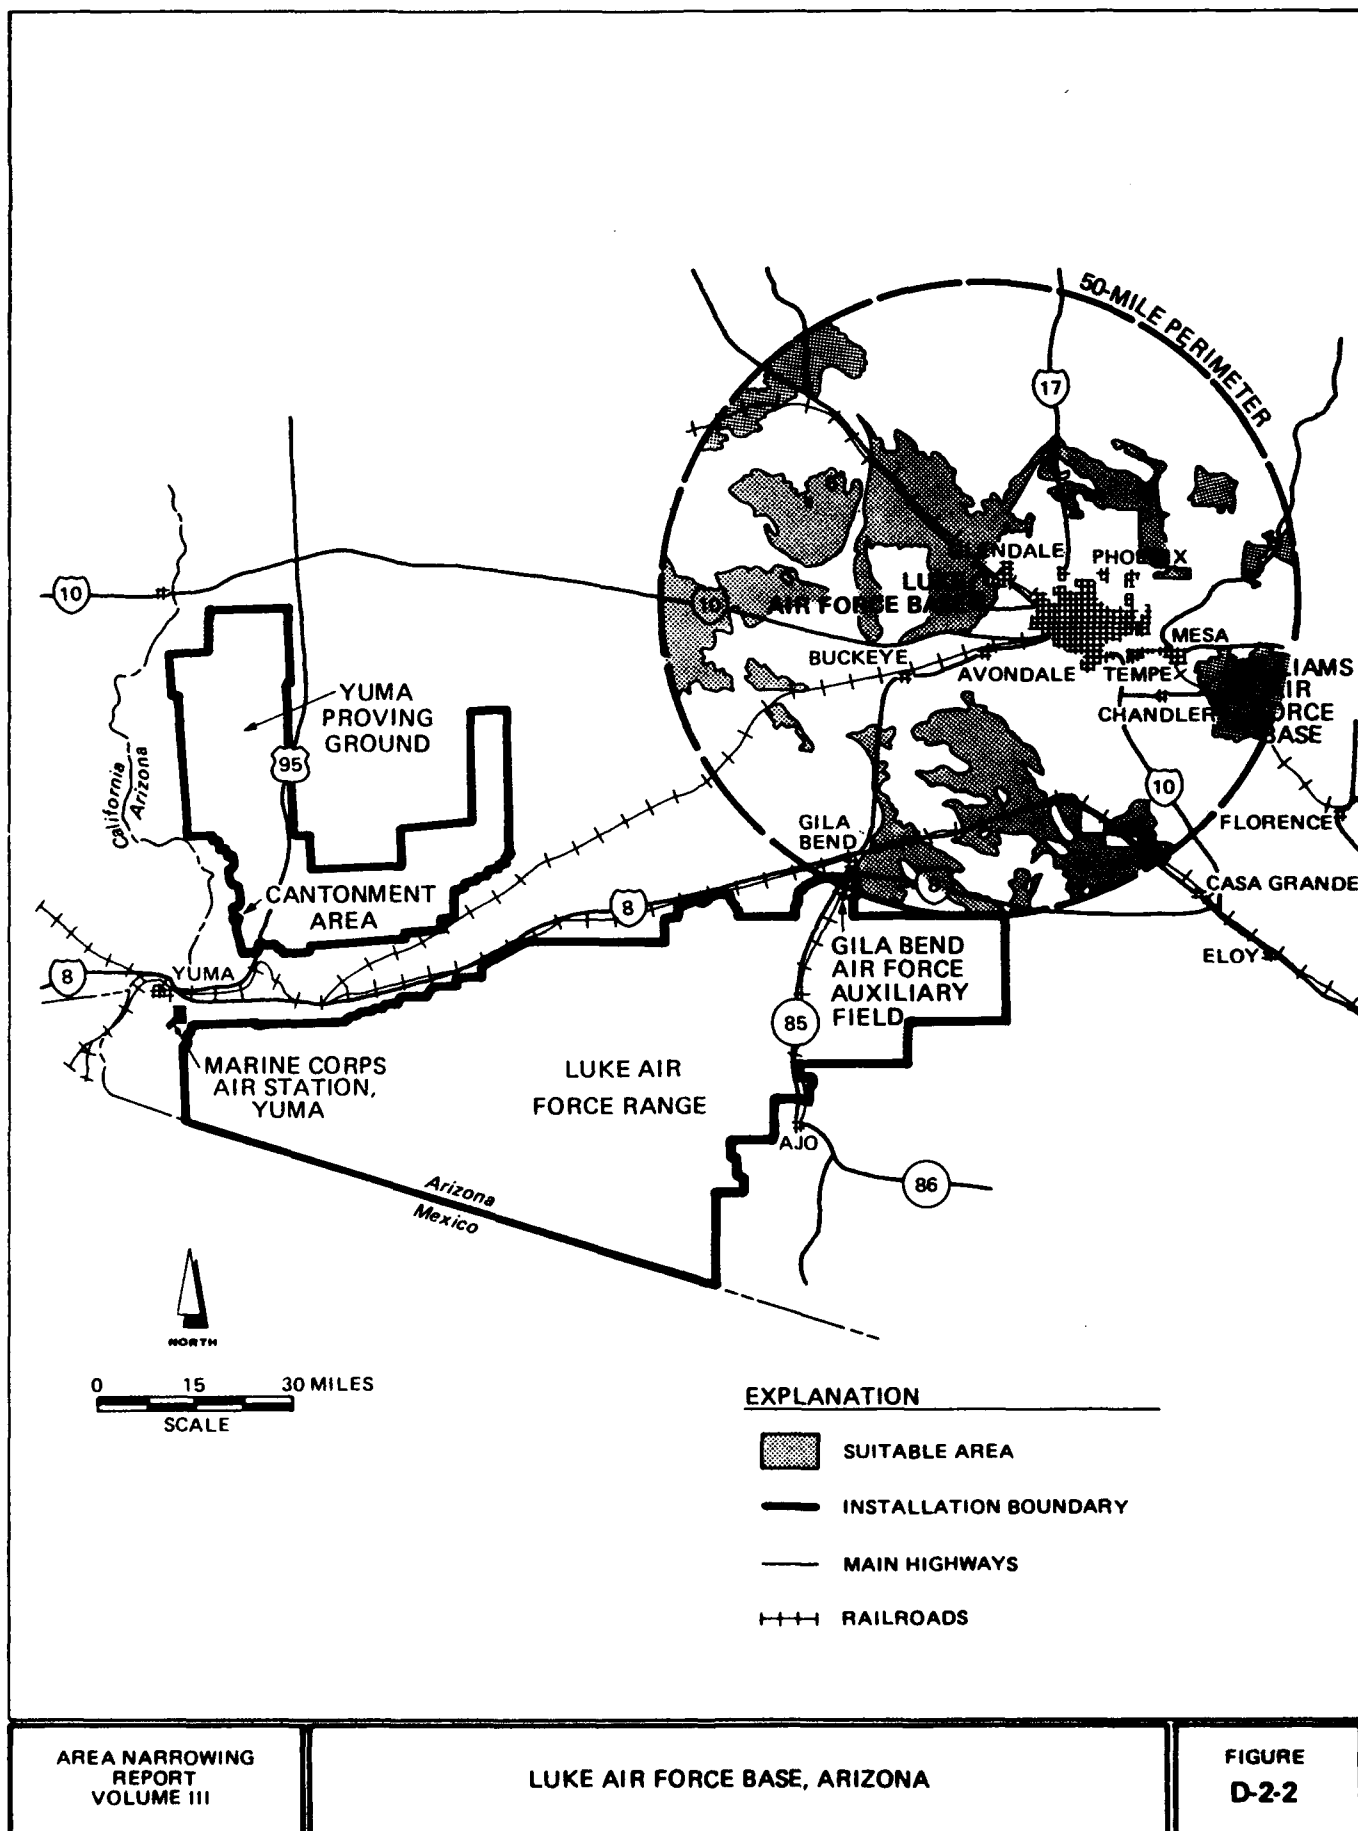 50-MILE PERIMETER
17
GLENDALE
PHOENIX
LUKE
AIR FORCE BASE
10
10
BUCKEYE
AVONDALE
MESA
TEMPE
CHANDLER
WILLIAMS
AIR
FORCE
BASE
YUMA
PROVING
GROUND
95
California
Arizona
10
GILA
BEND
FLORENCE
CASA GRANDE
ELOY
CANTONMENT
AREA
8
8
8
YUMA
GILA BEND
AIR FORCE
AUXILIARY
FIELD
85
MARINE CORPS
AIR STATION,
YUMA
LUKE AIR
FORCE RANGE
AJO
86
Arizona
Mexico
NORTH
0 15 30 MILES
SCALE
EXPLANATION
SUITABLE AREA
INSTALLATION BOUNDARY
MAIN HIGHWAYS
RAILROADS
AREA NARROWING
REPORT
VOLUME III
LUKE AIR FORCE BASE, ARIZONA
FIGURE
D-2-2